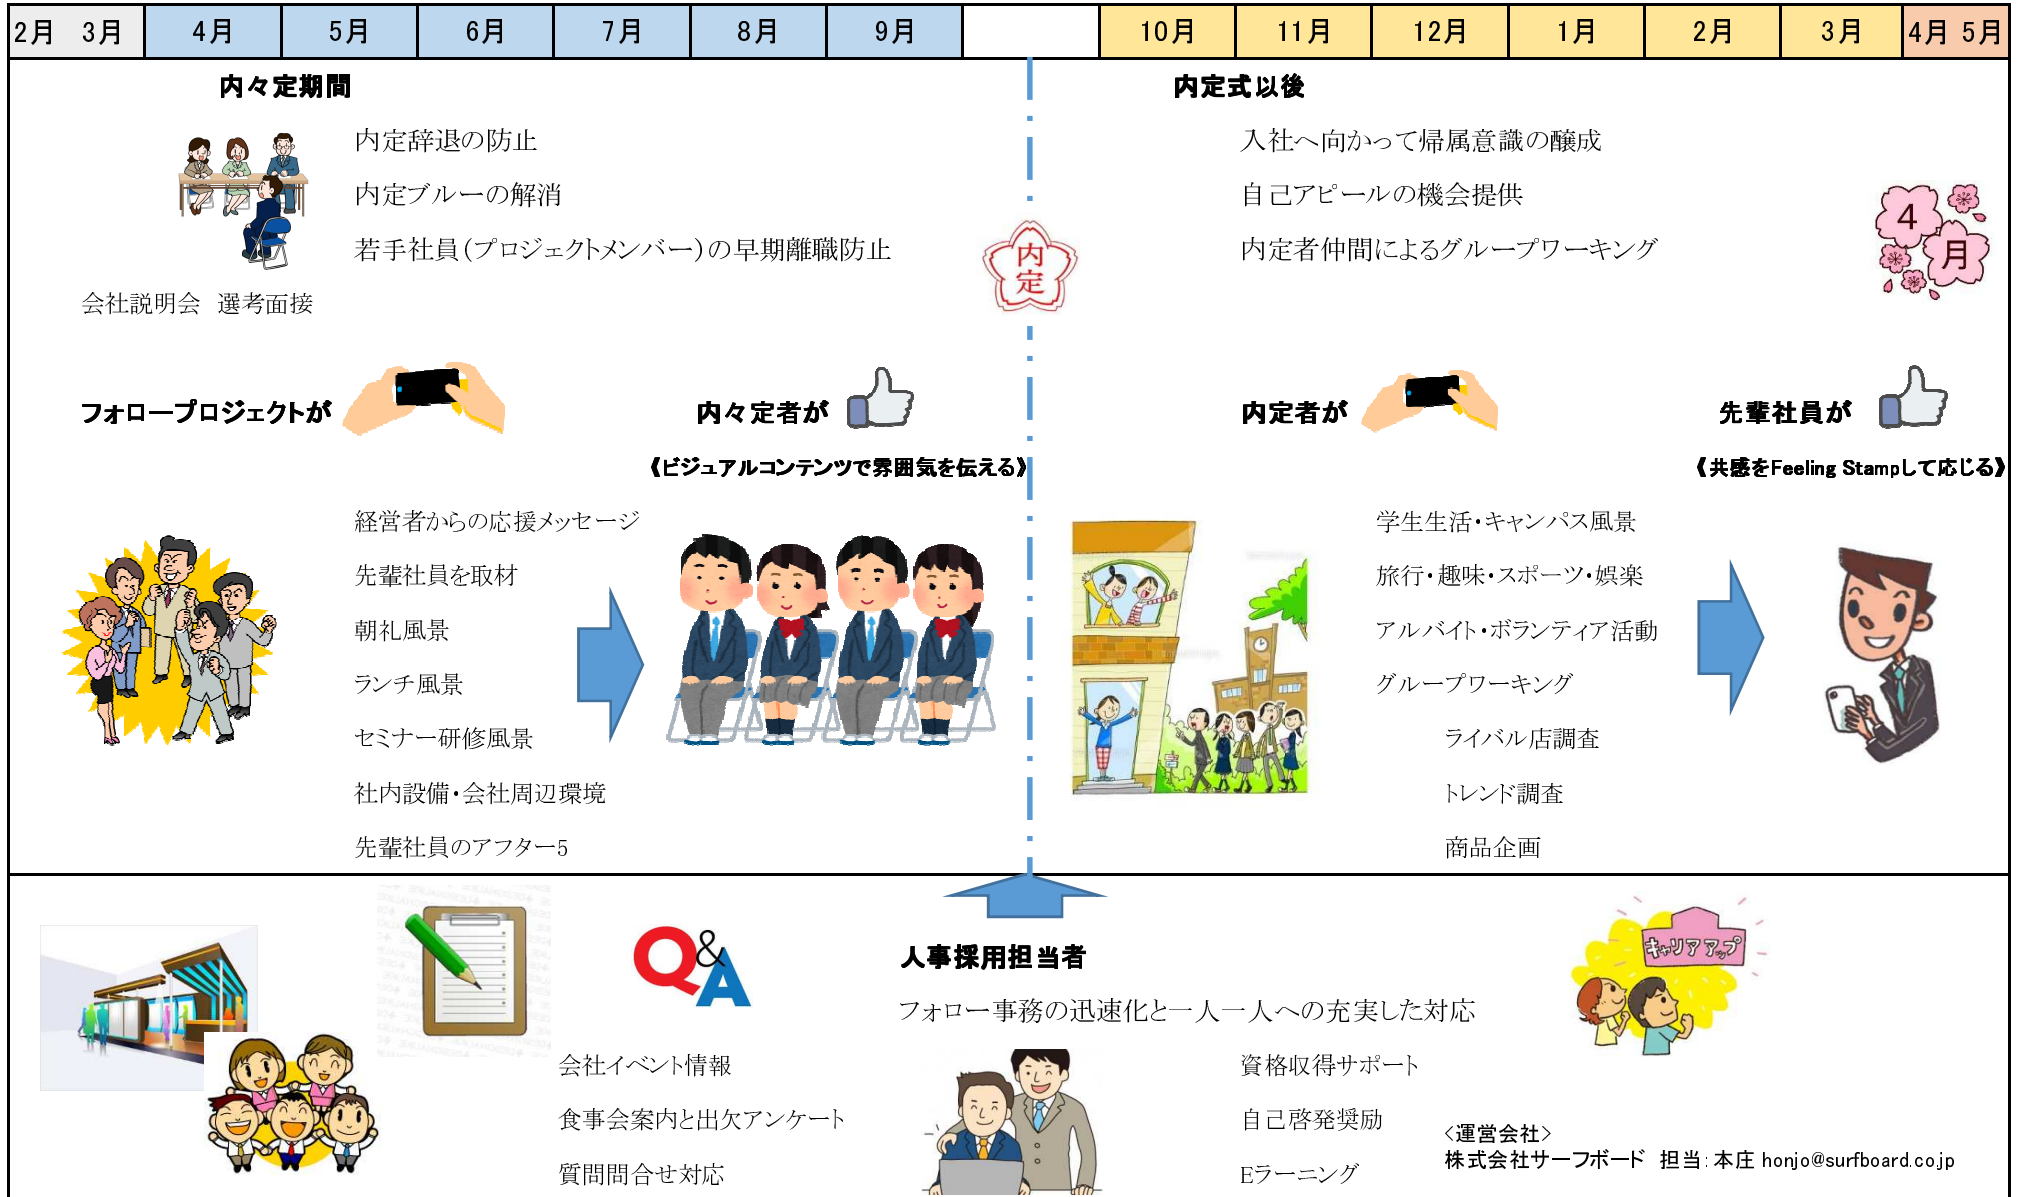 2月 3月 4月 5月 6月 7月 8月 9月 10月 11月 12月 1月 2月 3月 4月 5月
内々定期間
内定辞退の防止
内定ブルーの解消
若手社員（プロジェクトメンバー）の早期離職防止
会社説明会　選考面接
内定
内定式以後
入社へ向かって帰属意識の醸成
自己アピールの機会提供
内定者仲間によるグループワーキング
4
月
フォロープロジェクトが
内々定者が
《ビジュアルコンテンツで雰囲気を伝える》
経営者からの応援メッセージ
先輩社員を取材
朝礼風景
ランチ風景
セミナー研修風景
社内設備・会社周辺環境
先輩社員のアフター5
内定者が
先輩社員が
《共感をFeeling Stampして応じる》
学生生活・キャンパス風景
旅行・趣味・スポーツ・娯楽
アルバイト・ボランティア活動
グループワーキング
ライバル店調査
トレンド調査
商品企画
Q&A
人事採用担当者
フォロー事務の迅速化と一人一人への充実した対応
会社イベント情報
食事会案内と出欠アンケート
質問問合せ対応
資格収得サポート
自己啓発奨励
Eラーニング
キャリアアップ
<運営会社>
株式会社サーフボード　担当：本庄 honjo@surfboard.co.jp